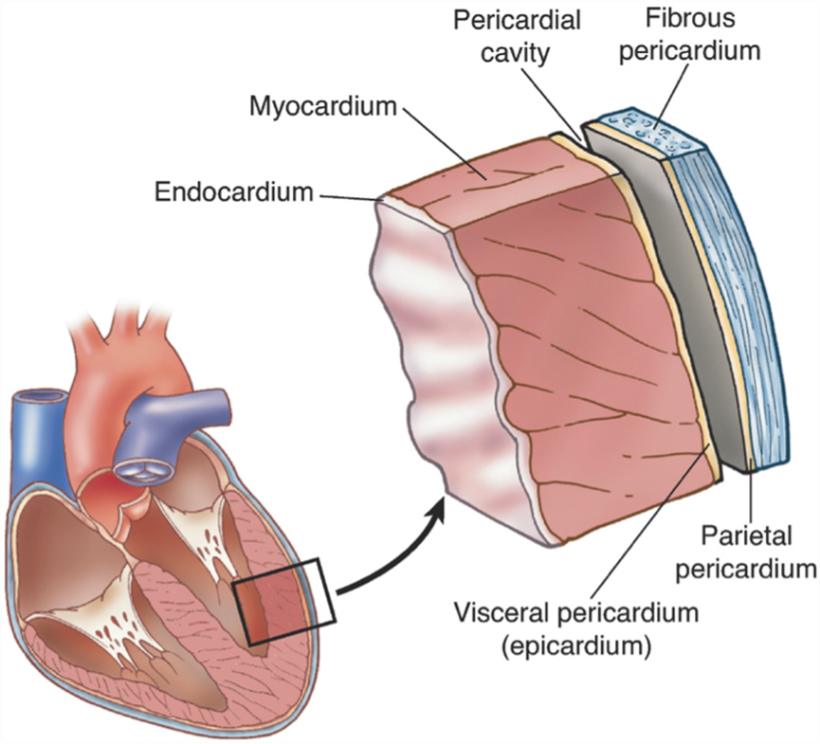 Pericardial
cavity
Fibrous
pericardium
Myocardium
Endocardium
Parietal
pericardium
Visceral pericardium
(epicardium)